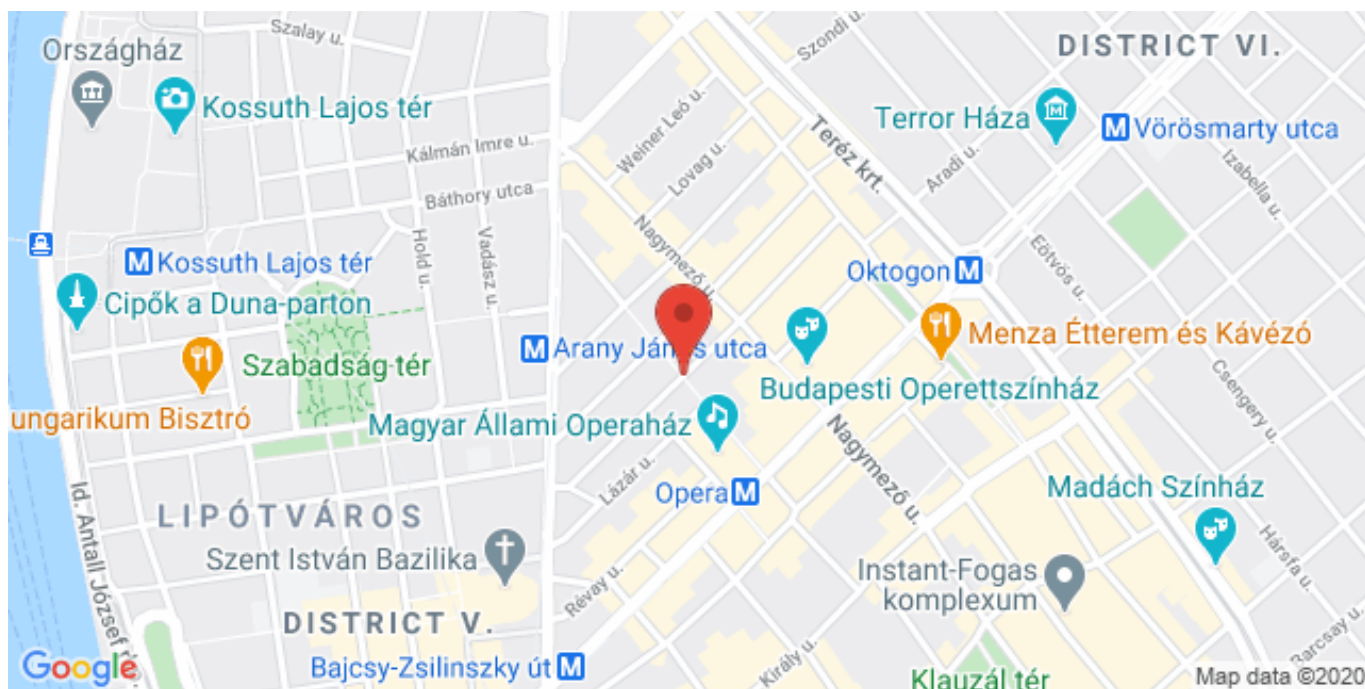 Szalay u.
Országház
Kossuth Lajos tér
Kálmán Imre u.
Báthory utca
Kossuth Lajos tér
Hold u.
Vadász u.
Cipők a Duna-parton
Szabadság-tér
ungarikum Bisztró
Id. Antall József
LIPÓTVÁROS
Szent István Bazilika
DISTRICT V.
Bajcsy-Zsilinszky út
Google
Szondi u.
DISTRICT VI.
Weiner Leó u.
Lovag u.
Teréz krt.
Terror Háza
Vörösmarty utca
Aradi u.
Izabella u.
Nagymező u.
Eötvös u.
Oktogon
Arany János utca
Menza Étterem és Kávézó
Budapesti Operettszínház
Csengery u.
Magyar Állami Operaház
Nagymező u.
Lázár u.
Opera
Madách Színház
Hársfa u.
Révay u.
Instant-Fogas
komplexum
Király u.
Klauzál tér
Barcsay u.
Map data ©2020